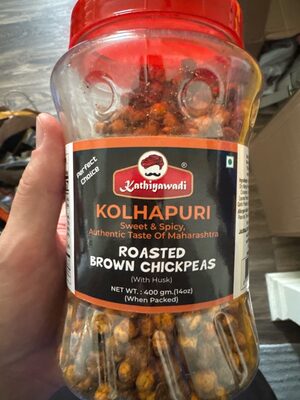 Perfect
Choice
Kathiyawadi
®
KOLHAPURI
Sweet & Spicy,
Authentic Taste Of Maharashtra
ROASTED
BROWN CHICKPEAS
(With Husk)
NET WT. : 400 gm.(14oz)
(When Packed)